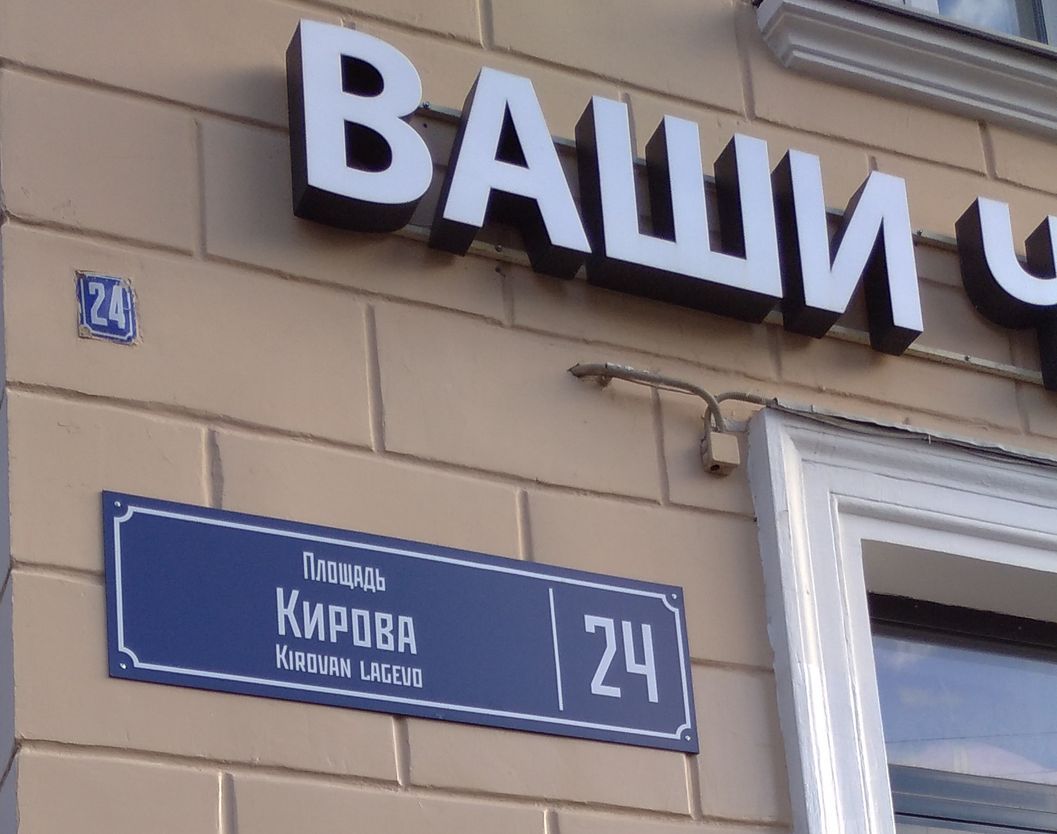 ВАШИ Ч
24
Площадь
Кирова
Kirovan lagevo
24